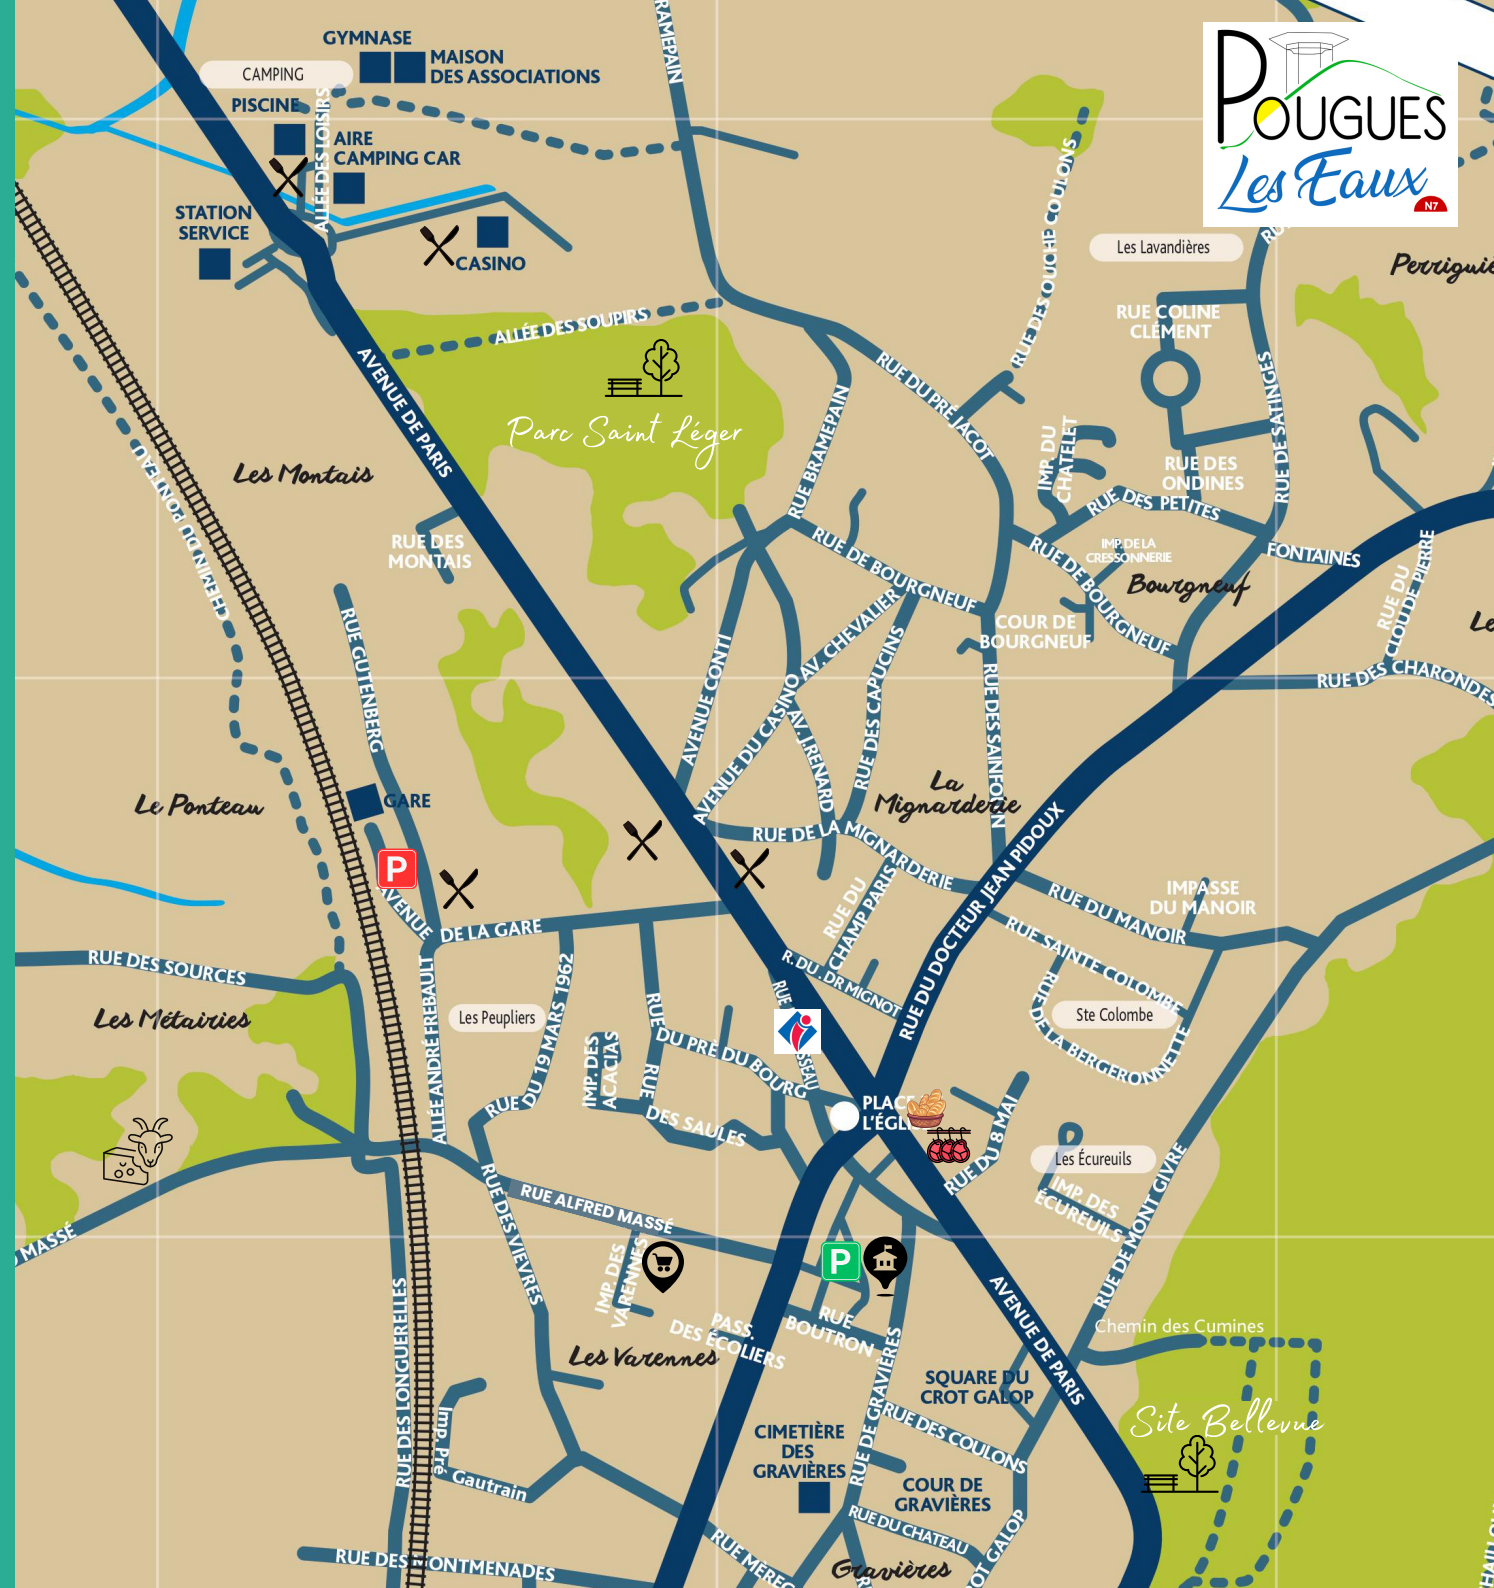 GYMNASE
MAISON
DES ASSOCIATIONS
CAMPING
PISCINE
ALLÉE DES LOISIRS
AIRE
CAMPING CAR
STATION
SERVICE
CASINO
RAMEPAIN
POUGUES
Les Eaux
N7
Les Lavandières
RUE DES OUCHE COULONS
RUE COLINE
CLÉMENT
RUE DE SATINGES
ALLÉE DES SOUPIRS
AVENUE DE PARIS
Parc Saint Léger
RUE DU PRÉ JACOT
RUE BRAMEPAIN
IMP. DU
CHATELET
RUE DES
ONDINES
RUE DES PETITES
FONTAINES
Les Montais
CHEMIN DU PONTEAU
RUE DES
MONTAIS
RUE DE BOURGNEUF
RUE DE BOURGNEUF
IMP. DE LA
CRESSONNERIE
Bourgneuf
RUE DU
CLOU DE PIERRE
COUR DE
BOURGNEUF
RUE DES CHARONDES
RUE GUTENBERG
AVENUE CONTI
AV. CHEVALIER
AVENUE DU CASINO
AV. J.RENARD
RUE DES CAPUCINS
RUE DES SAINFOIN
La
Mignarderie
Le Ponteau
GARE
P
RUE DE LA MIGNARDERIE
RUE DU DOCTEUR JEAN PIDOUX
AVENUE
DE LA GARE
RUE DU
CHAMP PARIS
RUE DU MANOIR
IMPASSE
DU MANOIR
RUE SAINTE COLOMBE
RUE DES SOURCES
Les Métairies
ALLÉE ANDRÉ FREBAULT
Les Peupliers
RUE DU 19 MARS 1962
IMP. DES
ACACIAS
RUE
DU PRÉ DU BOURG
RUE
DES SAULES
R. DU . DR MIGNOT
RUE
Ste Colombe
RUE DE LA BERGERONNETTE
PLACE
RUE DU 8 MAI
Les Écureuils
IMP. DES
ÉCUREUILS
RUE DE MONT GIVRE
MASSÉ
RUE ALFRED MASSÉ
RUE DES VIEVRES
IMP. DES
VARENNES
P
RUE
BOUTRON
PASS.
DES ÉCOLIERS
Les Varennes
RUE DES LONGUERELLES
RUE DE GRAVIÈRES
AVENUE DE PARIS
Chemin des Cumines
SQUARE DU
CROT GALOP
Site Bellevue
RUE DES COULONS
CIMETIÈRE
DES
GRAVIÈRES
Imp. Pré
Gautrain
COUR DE
GRAVIÈRES
RUE DU CHATEAU
ROT GALOP
Gravières
RUE DES MONTMENADES